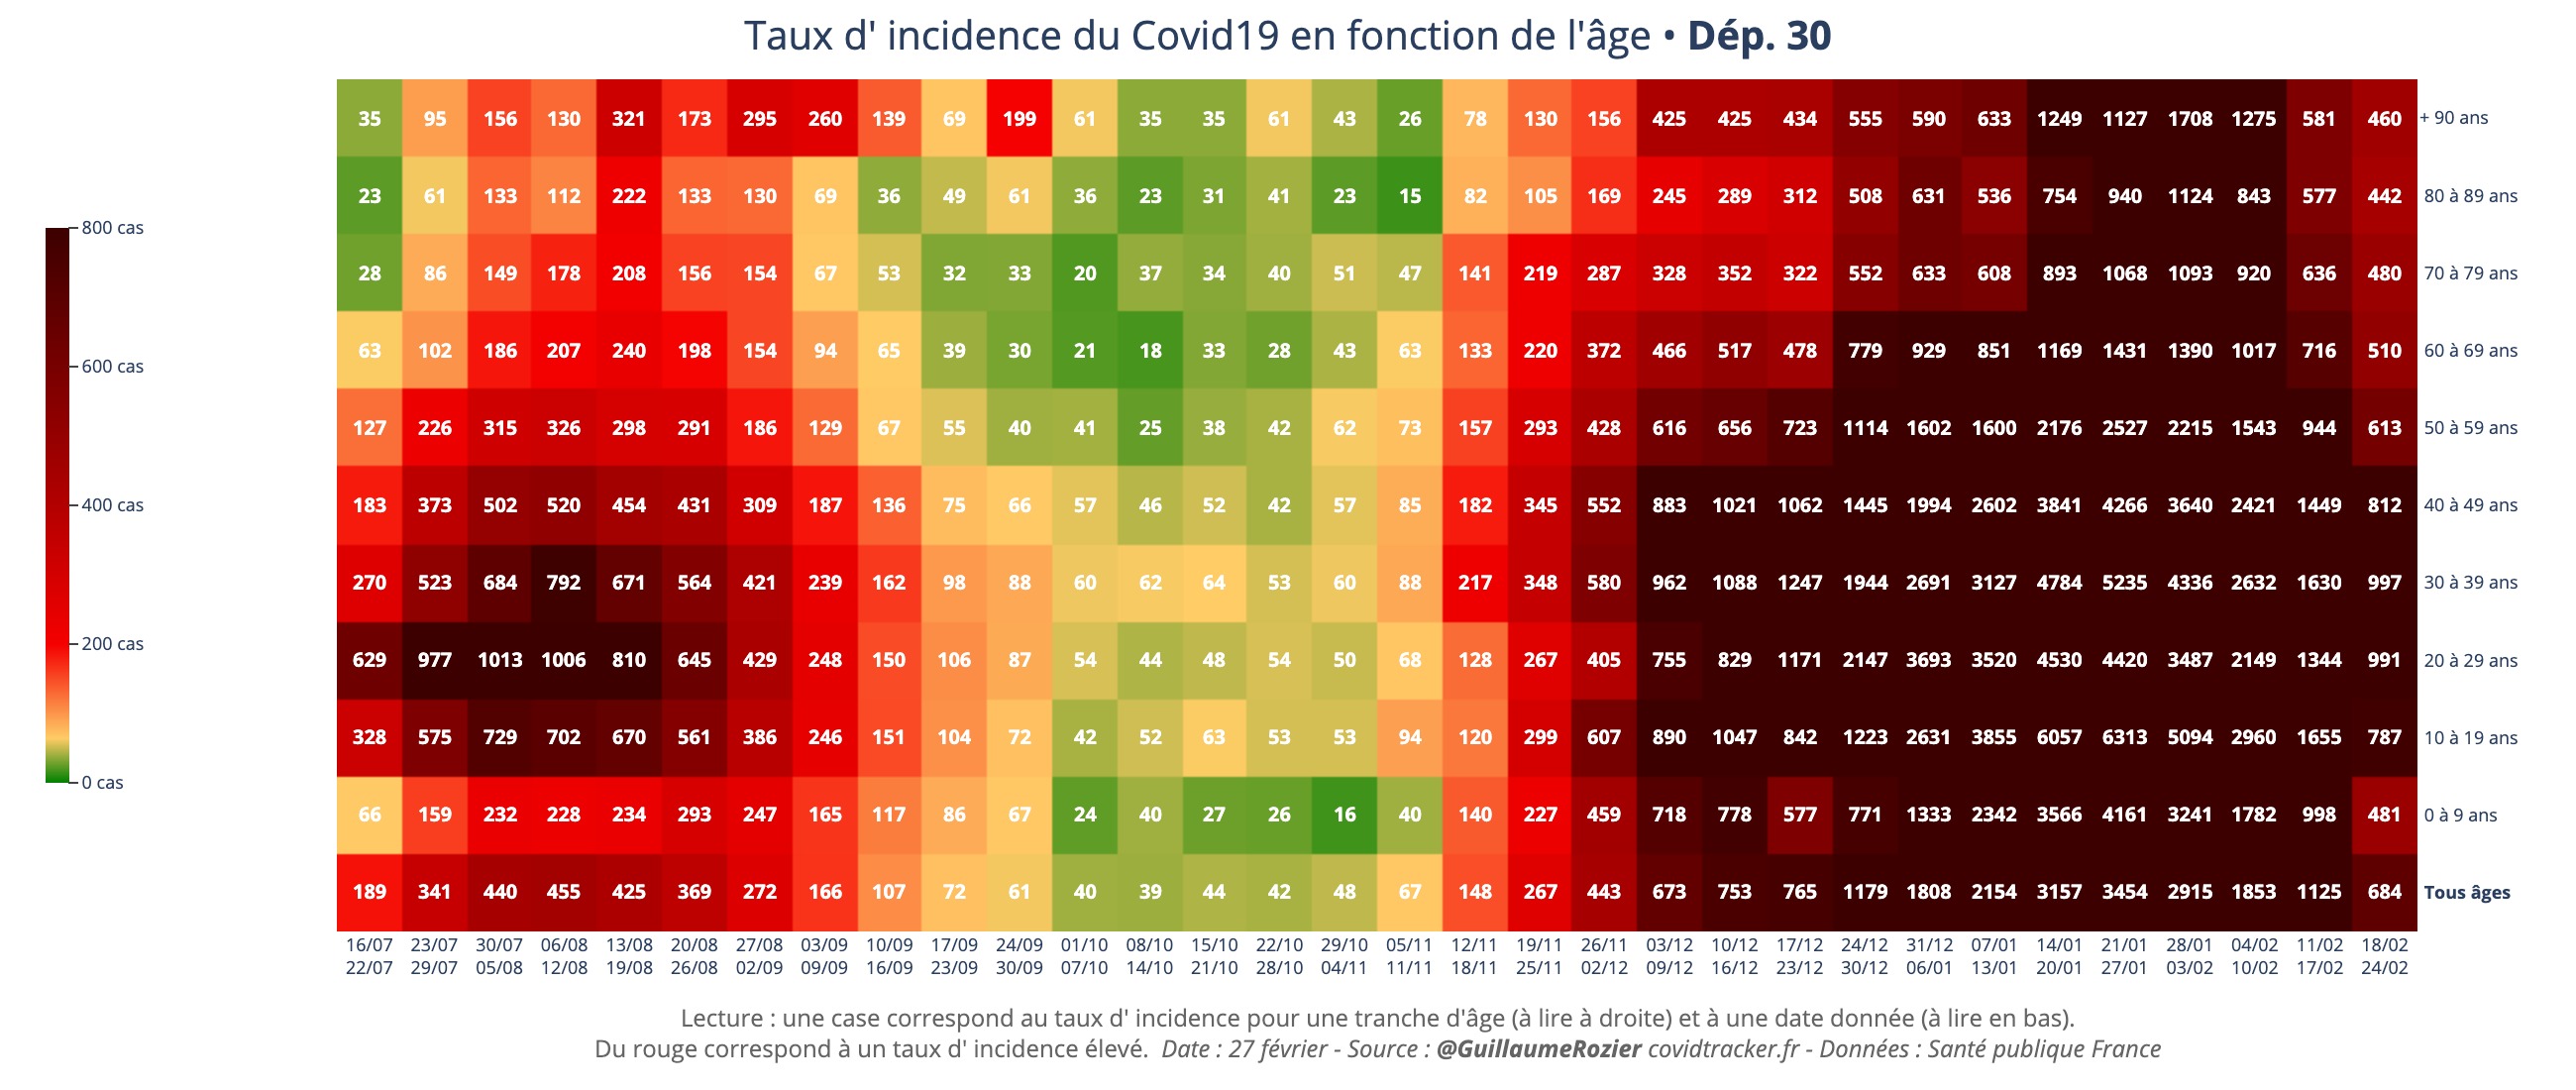 Taux d' incidence du Covid19 en fonction de l'âge • Dép. 30
800 cas
600 cas
400 cas
200 cas
0 cas
35 95 156 130 321 173 295 260 139 69 199 61 35 35 61 43 26 78 130 156 425 425 434 555 590 633 1249 1127 1708 1275 581 460 + 90 ans
23 61 133 112 222 133 130 69 36 49 61 36 23 31 41 23 15 82 105 169 245 289 312 508 631 536 754 940 1124 843 577 442 80 à 89 ans
28 86 149 178 208 156 154 67 53 32 33 20 37 34 40 51 47 141 219 287 328 352 322 552 633 608 893 1068 1093 920 636 480 70 à 79 ans
63 102 186 207 240 198 154 94 65 39 30 21 18 33 28 43 63 133 220 372 466 517 478 779 929 851 1169 1431 1390 1017 716 510 60 à 69 ans
127 226 315 326 298 291 186 129 67 55 40 41 25 38 42 62 73 157 293 428 616 656 723 1114 1602 1600 2176 2527 2215 1543 944 613 50 à 59 ans
183 373 502 520 454 431 309 187 136 75 66 57 46 52 42 57 85 182 345 552 883 1021 1062 1445 1994 2602 3841 4266 3640 2421 1449 812 40 à 49 ans
270 523 684 792 671 564 421 239 162 98 88 60 62 64 53 60 88 217 348 580 962 1088 1247 1944 2691 3127 4784 5235 4336 2632 1630 997 30 à 39 ans
629 977 1013 1006 810 645 429 248 150 106 87 54 44 48 54 50 68 128 267 405 755 829 1171 2147 3693 3520 4530 4420 3487 2149 1344 991 20 à 29 ans
328 575 729 702 670 561 386 246 151 104 72 42 52 63 53 53 94 120 299 607 890 1047 842 1223 2631 3855 6057 6313 5094 2960 1655 787 10 à 19 ans
66 159 232 228 234 293 247 165 117 86 67 24 40 27 26 16 40 140 227 459 718 778 577 771 1333 2342 3566 4161 3241 1782 998 481 0 à 9 ans
189 341 440 455 425 369 272 166 107 72 61 40 39 44 42 48 67 148 267 443 673 753 765 1179 1808 2154 3157 3454 2915 1853 1125 684 Tous âges
16/07 23/07 30/07 06/08 13/08 20/08 27/08 03/09 10/09 17/09 24/09 01/10 08/10 15/10 22/10 29/10 05/11 12/11 19/11 26/11 03/12 10/12 17/12 24/12 31/12 07/01 14/01 21/01 28/01 04/02 11/02 18/02
22/07 29/07 05/08 12/08 19/08 26/08 02/09 09/09 16/09 23/09 30/09 07/10 14/10 21/10 28/10 04/11 11/11 18/11 25/11 02/12 09/12 16/12 23/12 30/12 06/01 13/01 20/01 27/01 03/02 10/02 17/02 24/02
Lecture : une case correspond au taux d' incidence pour une tranche d'âge (à lire à droite) et à une date donnée (à lire en bas).
Du rouge correspond à un taux d' incidence élevé. Date : 27 février - Source : @GuillaumeRozier covidtracker.fr - Données : Santé publique France